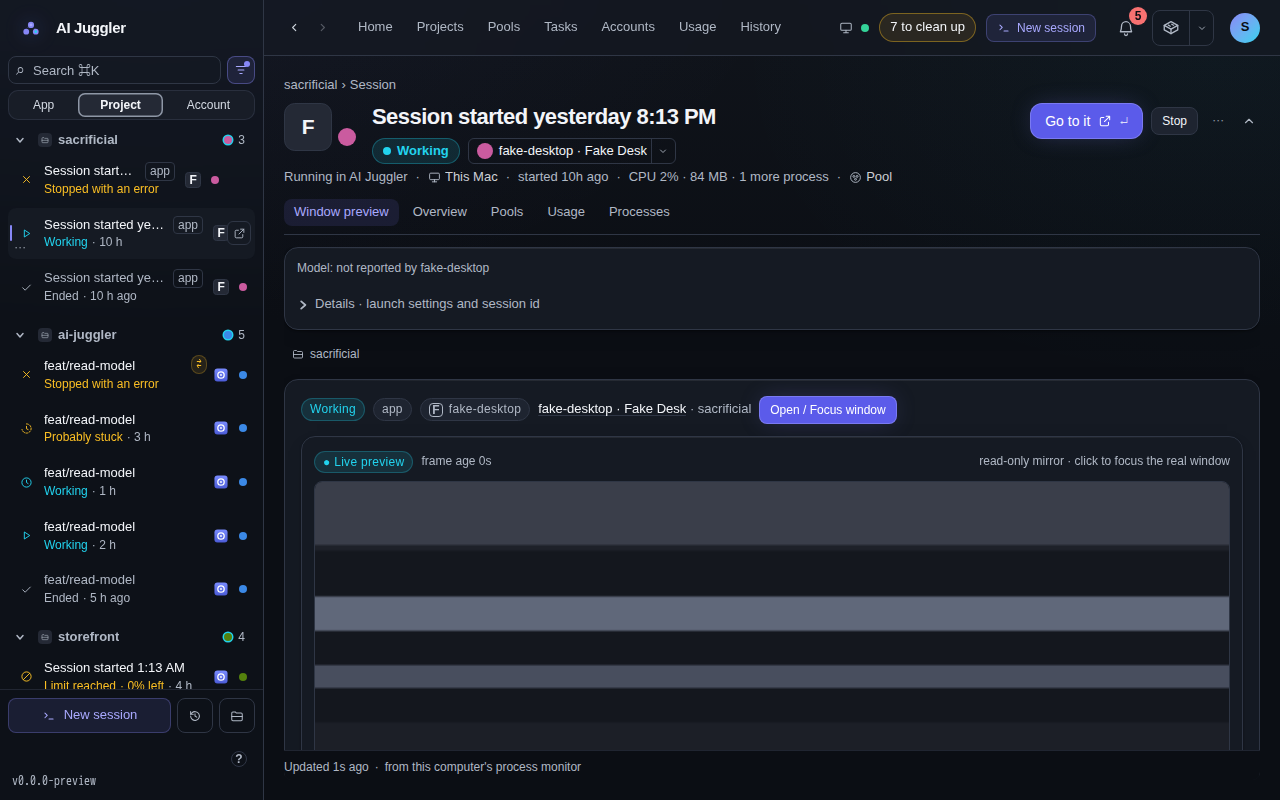 AI Juggler
Search ⌘K
App
Project
Account
sacrificial
3
Session start…
app
F
Stopped with an error
Session started ye…
app
F
Working · 10 h
Session started ye…
app
F
Ended · 10 h ago
ai-juggler
5
feat/read-model
Stopped with an error
feat/read-model
Probably stuck · 3 h
feat/read-model
Working · 1 h
feat/read-model
Working · 2 h
feat/read-model
Ended · 5 h ago
storefront
4
Session started 1:13 AM
Limit reached · 0% left · 4 h
New session
?
v0.0.0-preview
Home
Projects
Pools
Tasks
Accounts
Usage
History
7 to clean up
New session
5
S
sacrificial › Session
F
Session started yesterday 8:13 PM
Working
fake-desktop · Fake Desk
Go to it
Stop
Running in AI Juggler · This Mac · started 10h ago · CPU 2% · 84 MB · 1 more process · Pool
Window preview
Overview
Pools
Usage
Processes
Model: not reported by fake-desktop
Details · launch settings and session id
sacrificial
Working
app
F fake-desktop
fake-desktop · Fake Desk · sacrificial
Open / Focus window
Live preview
frame age 0s
read-only mirror · click to focus the real window
Updated 1s ago · from this computer's process monitor